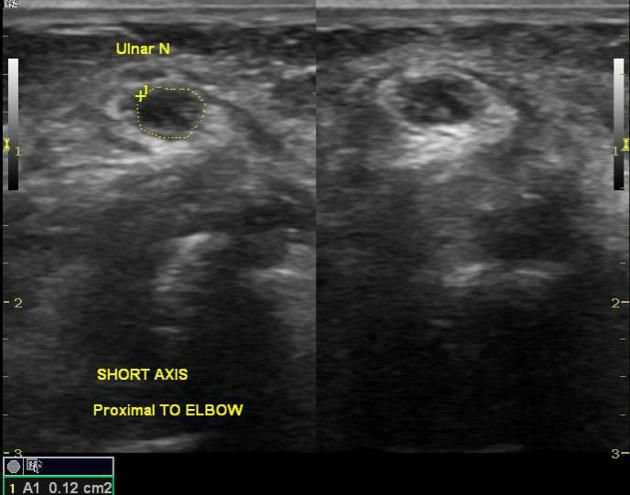 Ulnar N
1
1
1
2
2
SHORT AXIS
Proximal TO ELBOW
3
3
1 A1 0.12 cm2